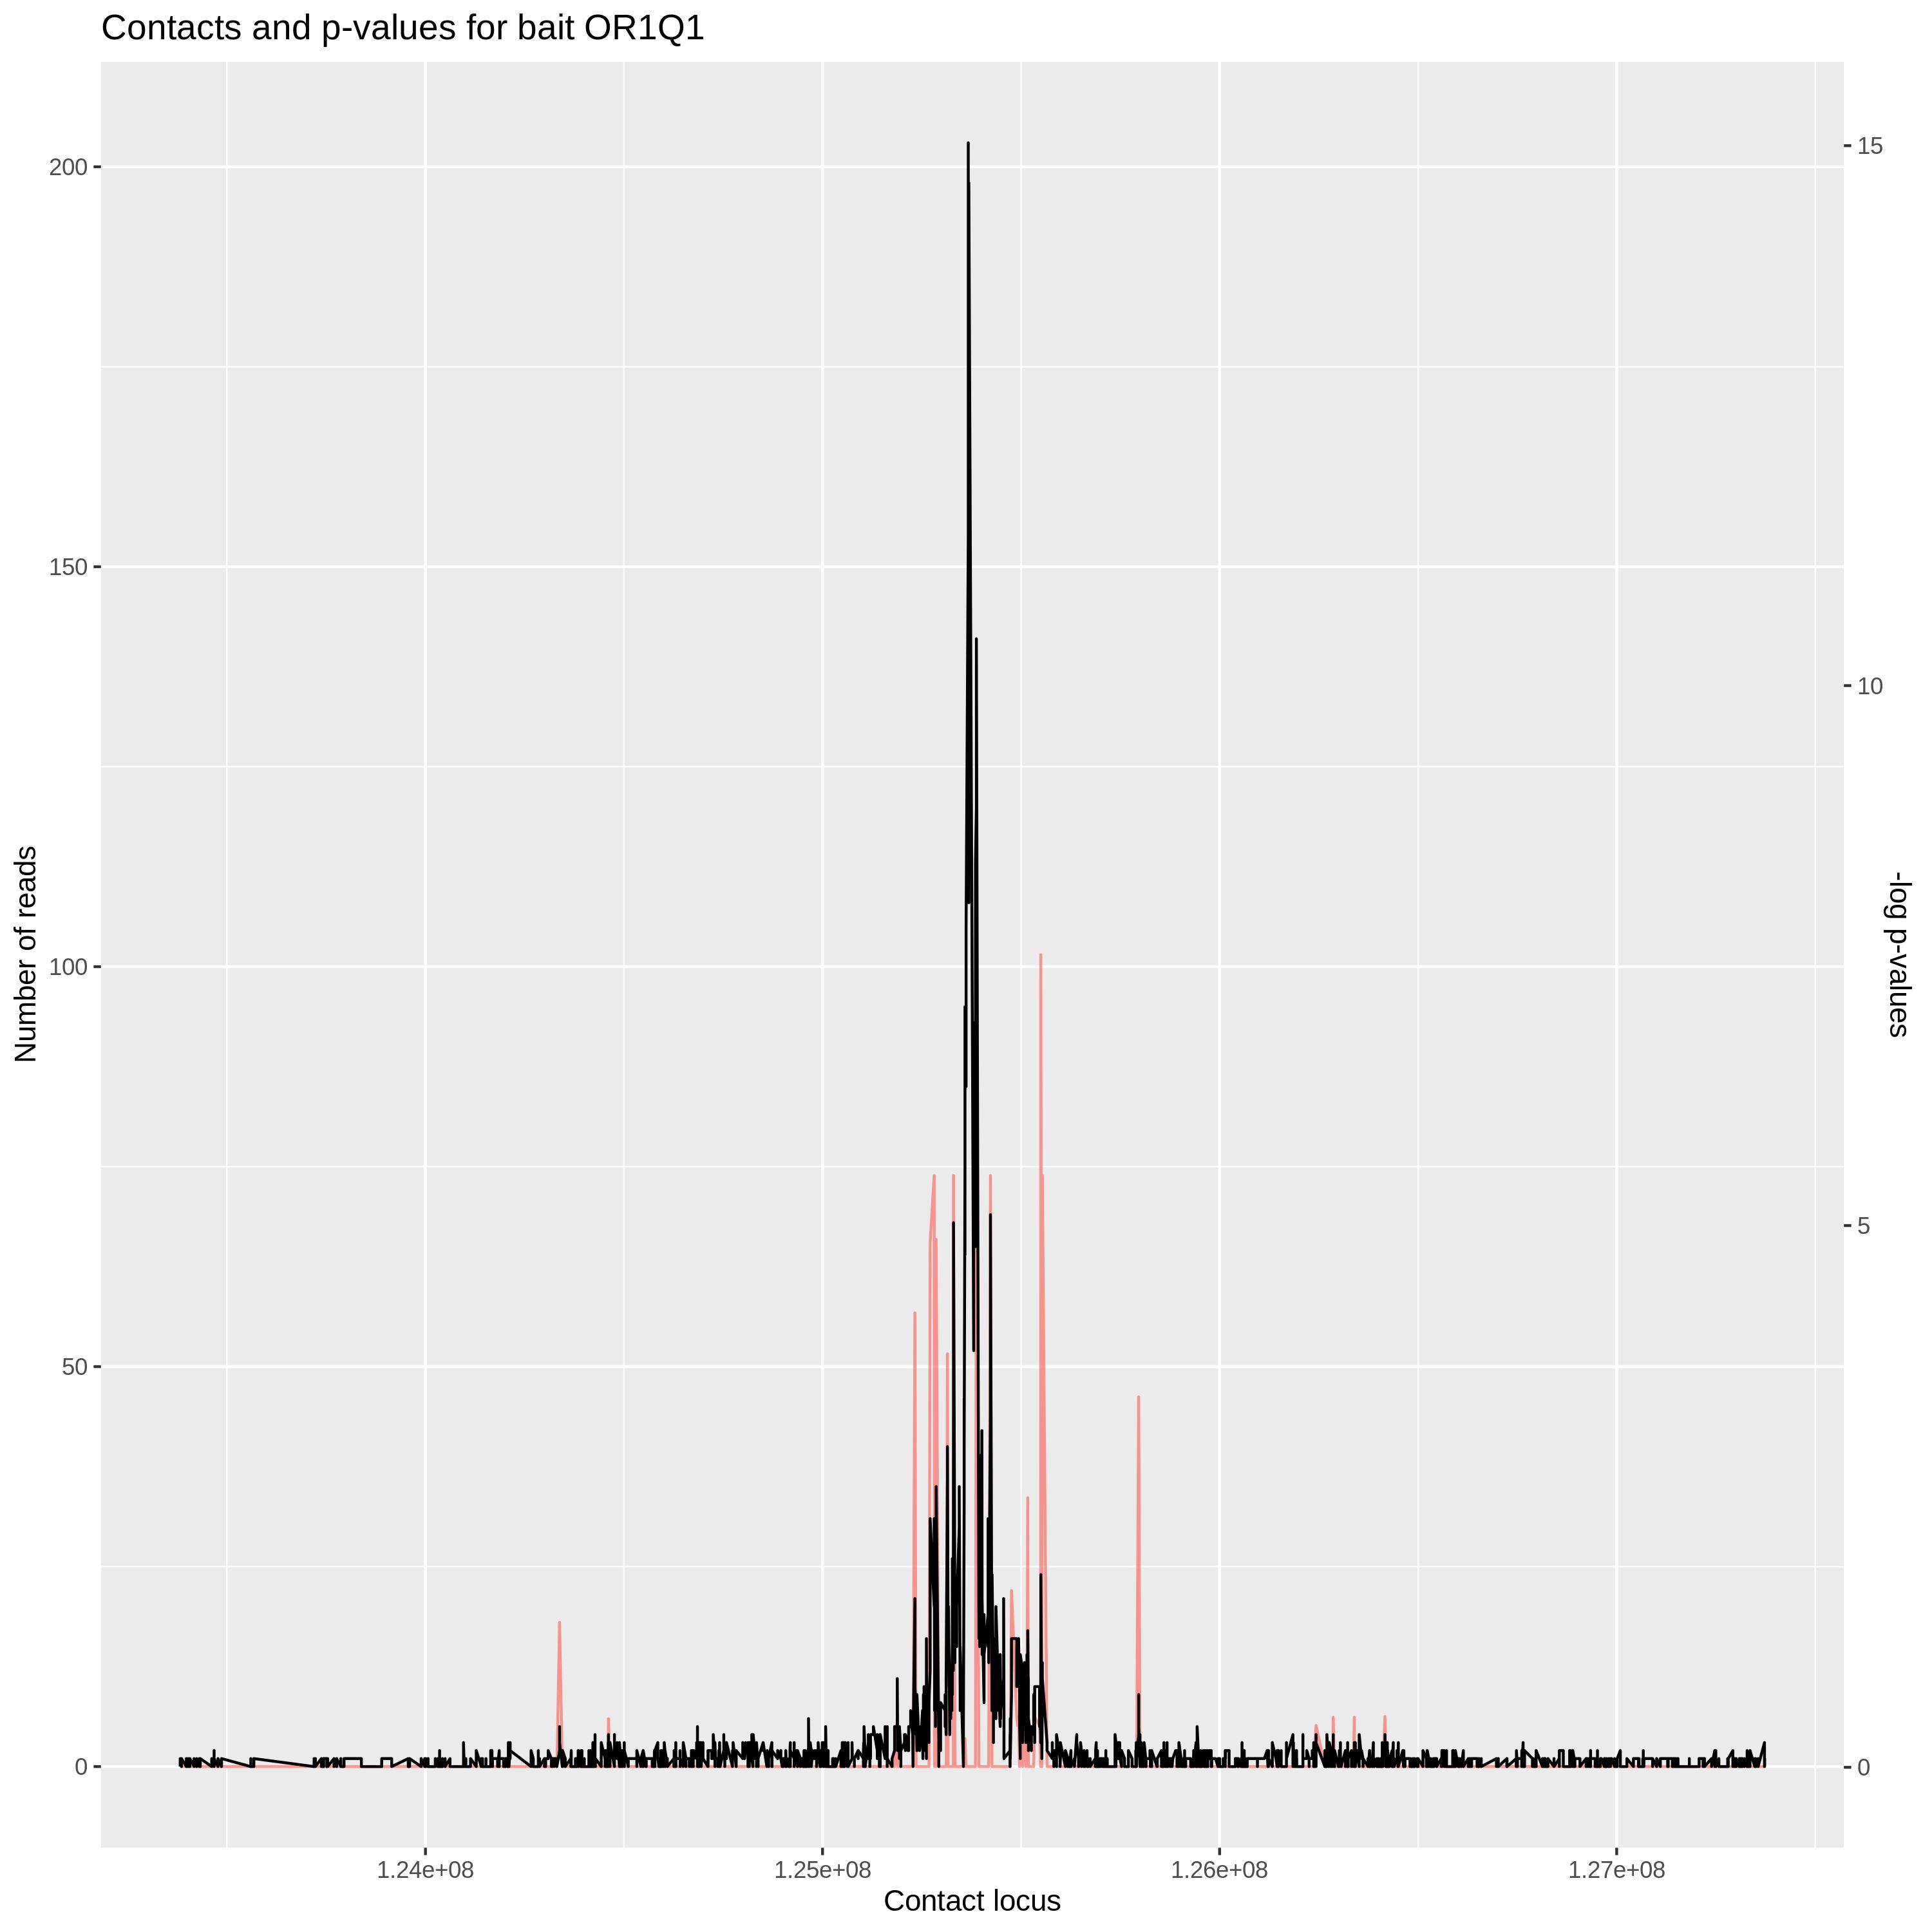 Contacts and p-values for bait OR1Q1
200
150
100
50
0
Number of reads
15
10
5
0
-log p-values
1.24e+08
1.25e+08
1.26e+08
1.27e+08
Contact locus